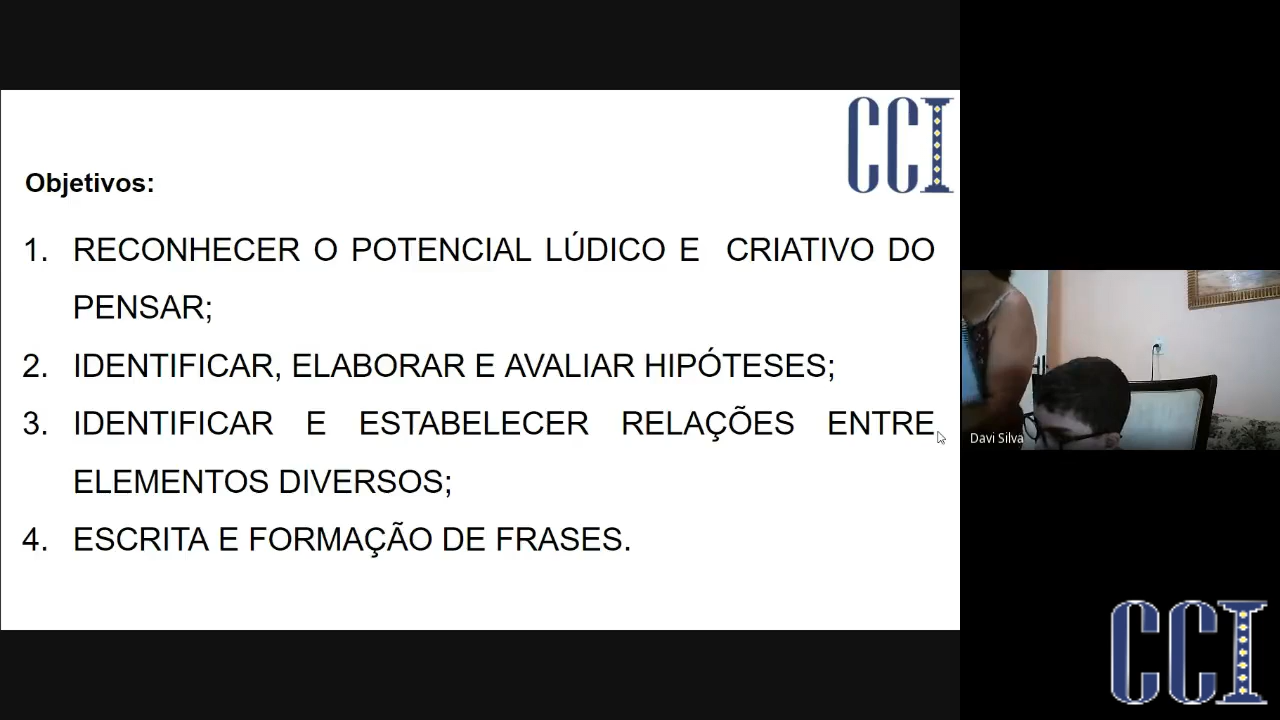 CCI
Objetivos:
1. RECONHECER O POTENCIAL LÚDICO E CRIATIVO DO
PENSAR;
2. IDENTIFICAR, ELABORAR E AVALIAR HIPÓTESES;
3. IDENTIFICAR E ESTABELECER RELAÇÕES ENTRE
ELEMENTOS DIVERSOS;
4. ESCRITA E FORMAÇÃO DE FRASES.
Davi Silva
CCI